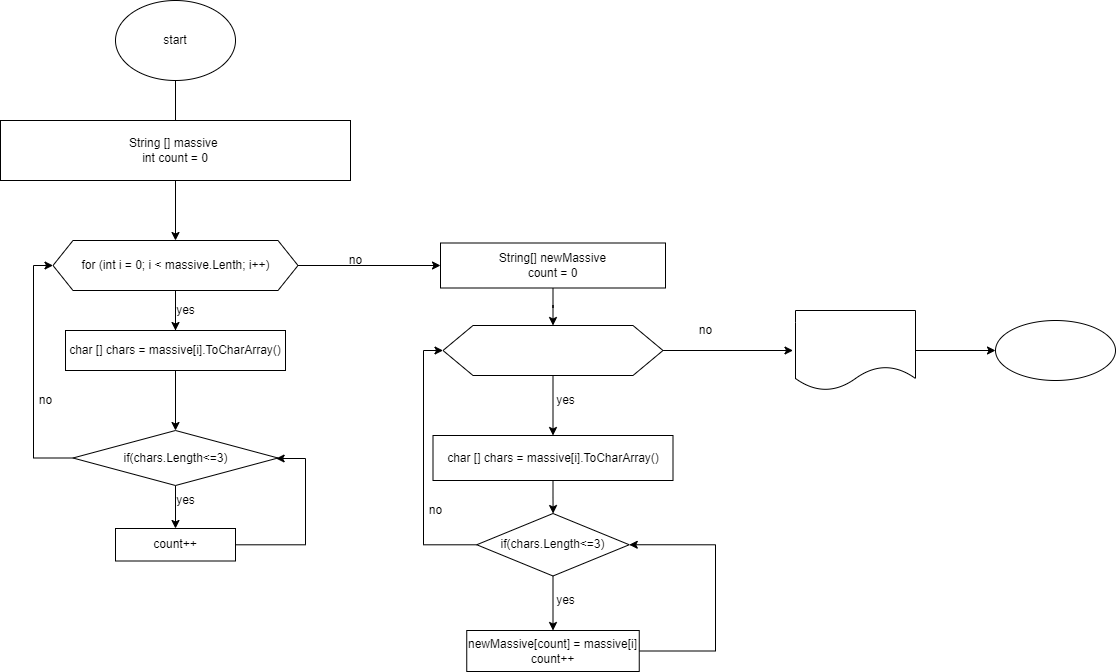 start
String [] massive
int count = 0
for (int i = 0; i < massive.Lenth; i++)
no
yes
char [] chars = massive[i].ToCharArray()
no
if(chars.Length<=3)
yes
count++
String[] newMassive
count = 0
no
yes
char [] chars = massive[i].ToCharArray()
no
if(chars.Length<=3)
yes
newMassive[count] = massive[i]
count++